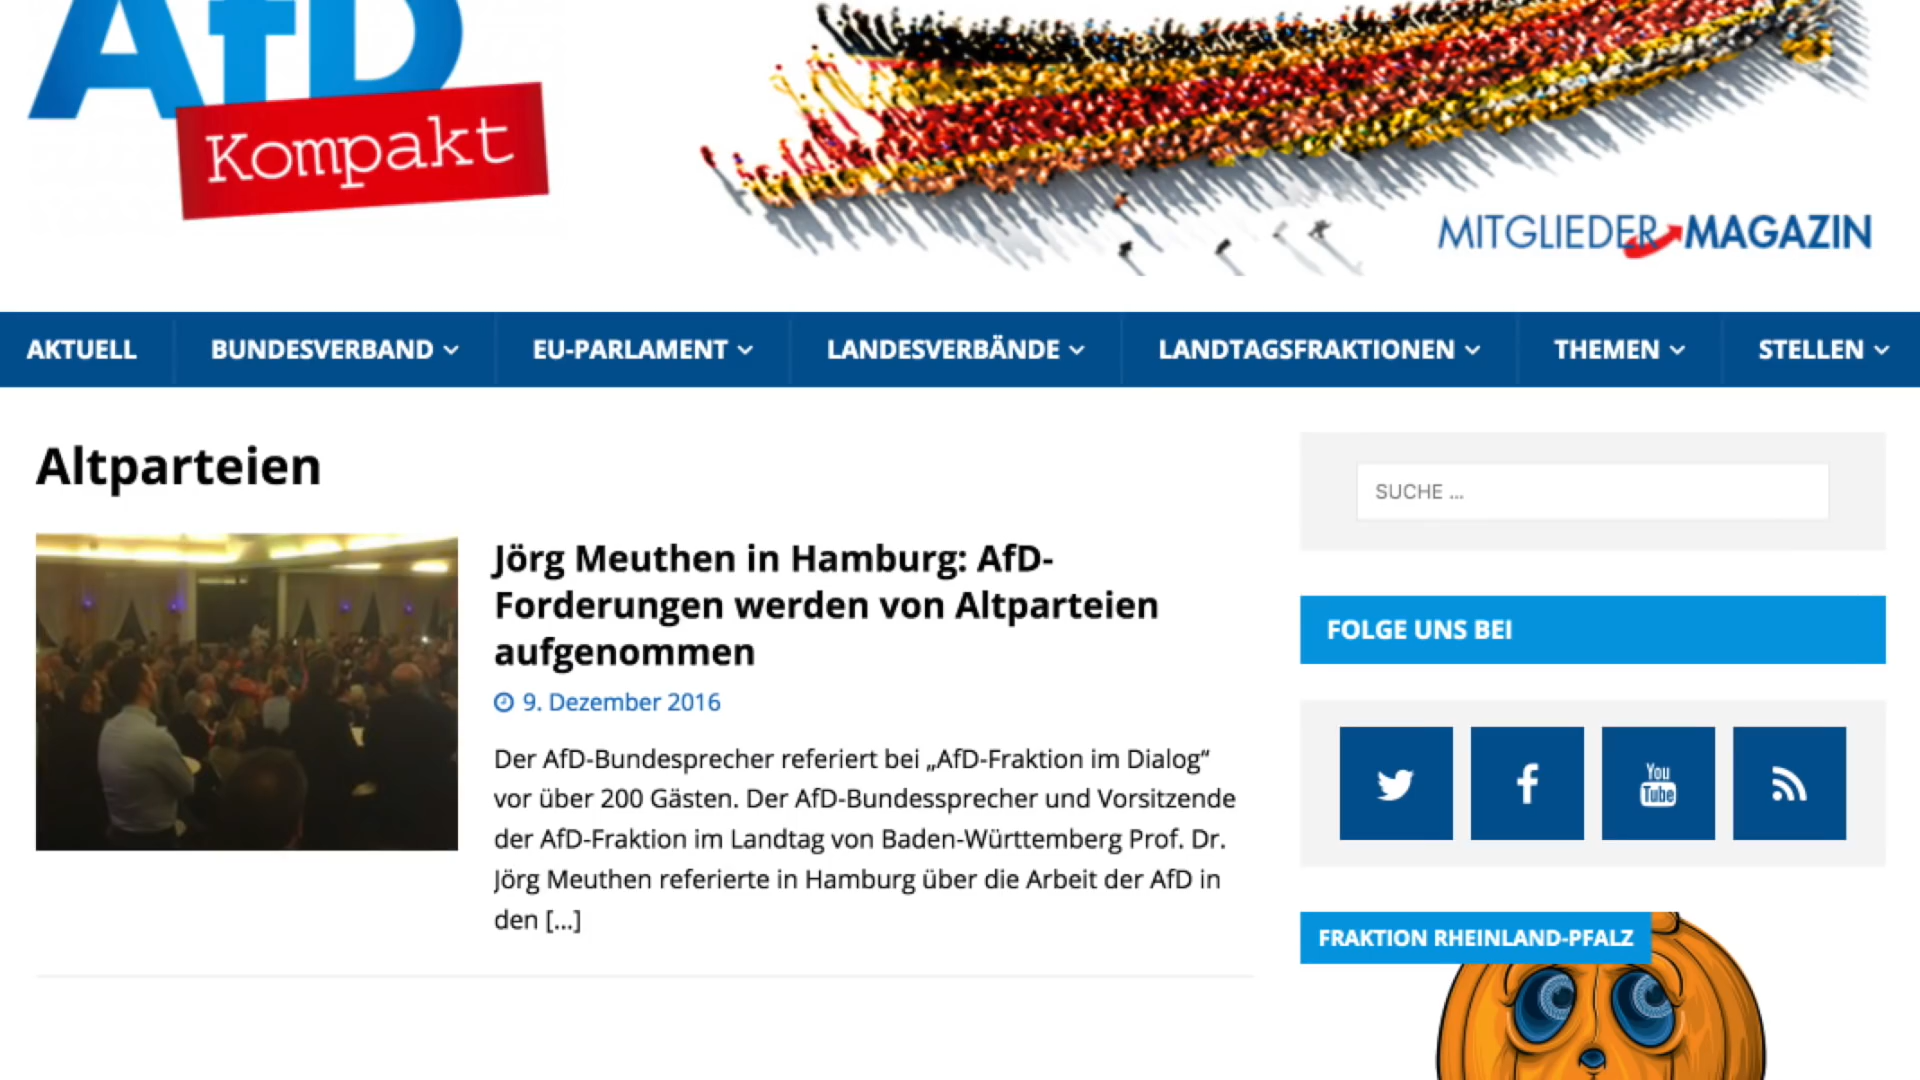 AfD
Kompakt
MITGLIEDER MAGAZIN
AKTUELL BUNDESVERBAND EU-PARLAMENT LANDESVERBÄNDE LANDTAGSFRAKTIONEN THEMEN STELLEN
Altparteien
Jörg Meuthen in Hamburg: AfD-
Forderungen werden von Altparteien
aufgenommen
9. Dezember 2016
Der AfD-Bundesprecher referiert bei „AfD-Fraktion im Dialog“
vor über 200 Gästen. Der AfD-Bundessprecher und Vorsitzende
der AfD-Fraktion im Landtag von Baden-Württemberg Prof. Dr.
Jörg Meuthen referierte in Hamburg über die Arbeit der AfD in
den [...]
SUCHE ...
FOLGE UNS BEI
You
Tube
FRAKTION RHEINLAND-PFALZ